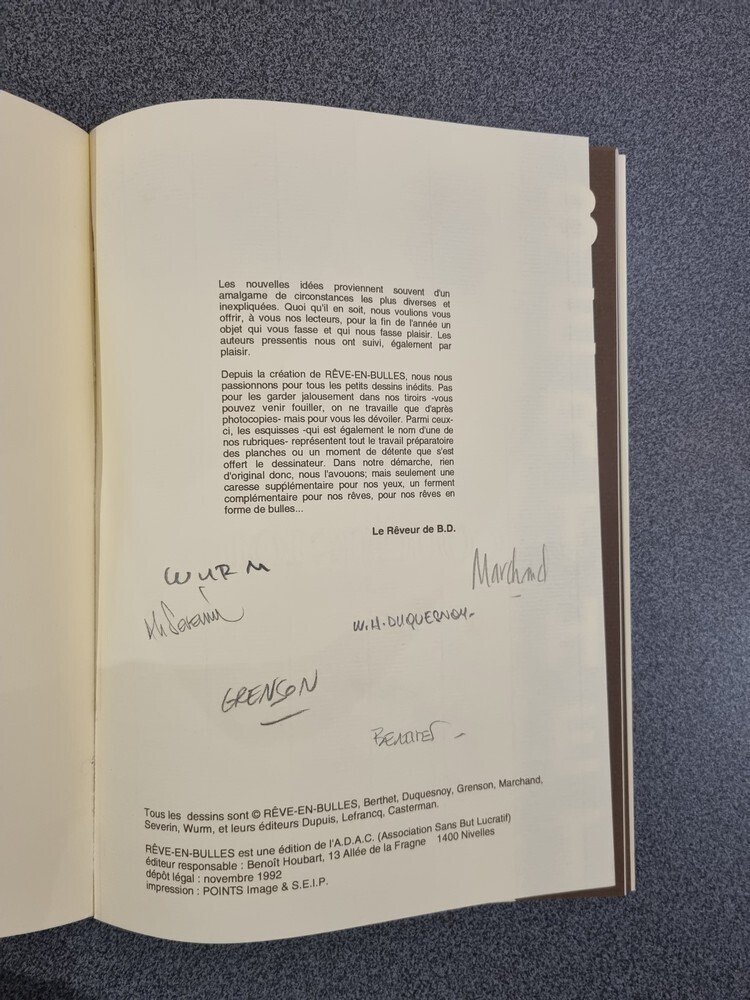 Les nouvelles idées proviennent souvent d'un
amalgame de circonstances les plus diverses et
inexpliquées. Quoi qu'il en soit, nous voulions vous
offrir, à vous nos lecteurs, pour la fin de l'année un
objet qui vous fasse et qui nous fasse plaisir. Les
auteurs pressentis nous ont suivi, également par
plaisir.
Depuis la création de RÊVE-EN-BULLES, nous nous
passionnons pour tous les petits dessins inédits. Pas
pour les garder jalousement dans nos tiroirs -vous
pouvez venir fouiller, on ne travaille que d'après
photocopies- mais pour vous les dévoiler. Parmi ceux-
ci, les esquisses -qui est également le nom d'une de
nos rubriques- représentent tout le travail préparatoire
des planches ou un moment de détente que s'est
offert le dessinateur. Dans notre démarche, rien
d'original donc, nous l'avouons; mais seulement une
caresse supplémentaire pour nos yeux, un ferment
complémentaire pour nos rêves, pour nos rêves en
forme de bulles...
Le Rêveur de B.D.
WURM
Marchand
Severin
W.H. DUQUESNOY
GRENSON
Tous les dessins sont © RÊVE-EN-BULLES, Berthet, Duquesnoy, Grenson, Marchand,
Severin, Wurm, et leurs éditeurs Dupuis, Lefrancq, Casterman.
RÊVE-EN-BULLES est une édition de l'A.D.A.C. (Association Sans But Lucratif)
éditeur responsable : Benoît Houbart, 13 Allée de la Fragne 1400 Nivelles
dépôt légal : novembre 1992
impression : POINTS Image & S.E.I.P.